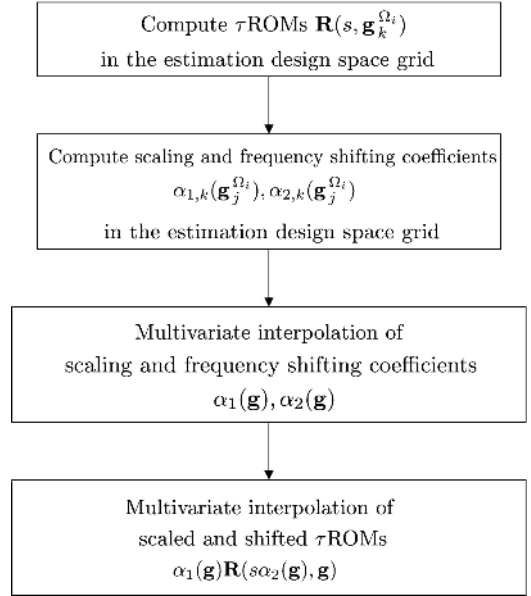 Compute τROMs R(s, g_k^{Ω_i})
in the estimation design space grid
Compute scaling and frequency shifting coefficients
α_{1,k}(g_j^{Ω_i}), α_{2,k}(g_j^{Ω_i})
in the estimation design space grid
Multivariate interpolation of
scaling and frequency shifting coefficients
α_1(g), α_2(g)
Multivariate interpolation of
scaled and shifted τROMs
α_1(g)R(sα_2(g), g)